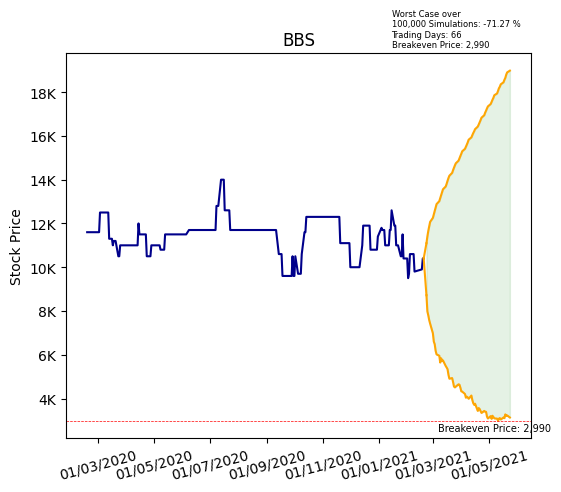 Worst Case over
100,000 Simulations: -71.27 %
Trading Days: 66
Breakeven Price: 2,990
BBS
Stock Price
18K
16K
14K
12K
10K
8K
6K
4K
Breakeven Price: 2,990
01/03/2020
01/05/2020
01/07/2020
01/09/2020
01/11/2020
01/01/2021
01/03/2021
01/05/2021